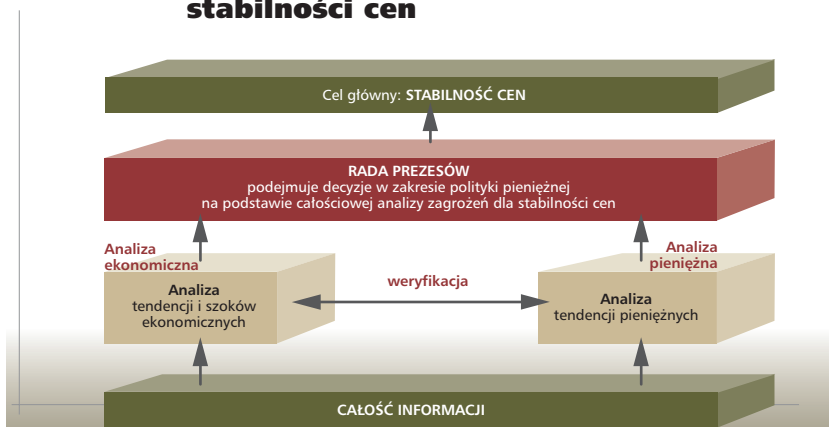 stabilności cen
Cel główny: STABILNOŚĆ CEN
RADA PREZESÓW
podejmuje decyzje w zakresie polityki pieniężnej
na podstawie całościowej analizy zagrożeń dla stabilności cen
Analiza
ekonomiczna
Analiza
pieniężna
weryfikacja
Analiza
tendencji i szoków
ekonomicznych
Analiza
tendencji pieniężnych
CAŁOŚĆ INFORMACJI